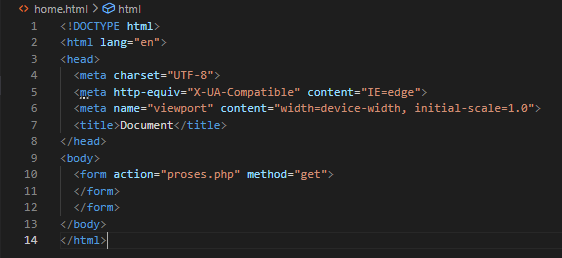 home.html > html
1 <!DOCTYPE html>
2 <html lang="en">
3 <head>
4 <meta charset="UTF-8">
5 <meta http-equiv="X-UA-Compatible" content="IE=edge">
6 <meta name="viewport" content="width=device-width, initial-scale=1.0">
7 <title>Document</title>
8 </head>
9 <body>
10 <form action="proses.php" method="get">
11 </form>
12 </form>
13 </body>
14 </html>